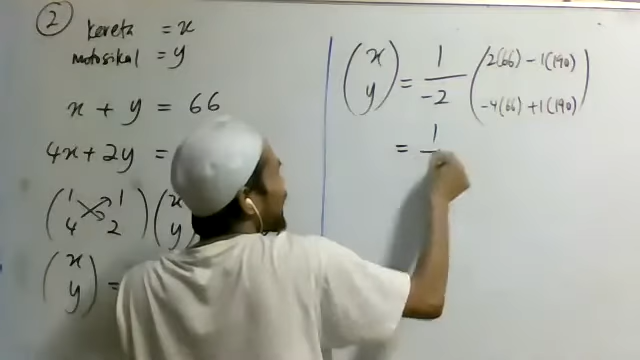 2 kereta = x
motosikal = y
x + y = 66
4x + 2y =
(1 1
4 2) (x
y
(x
y) =
(x
y) = 1/-2 (2(66) - 1(190)
-4(66) + 1(190))
= 1